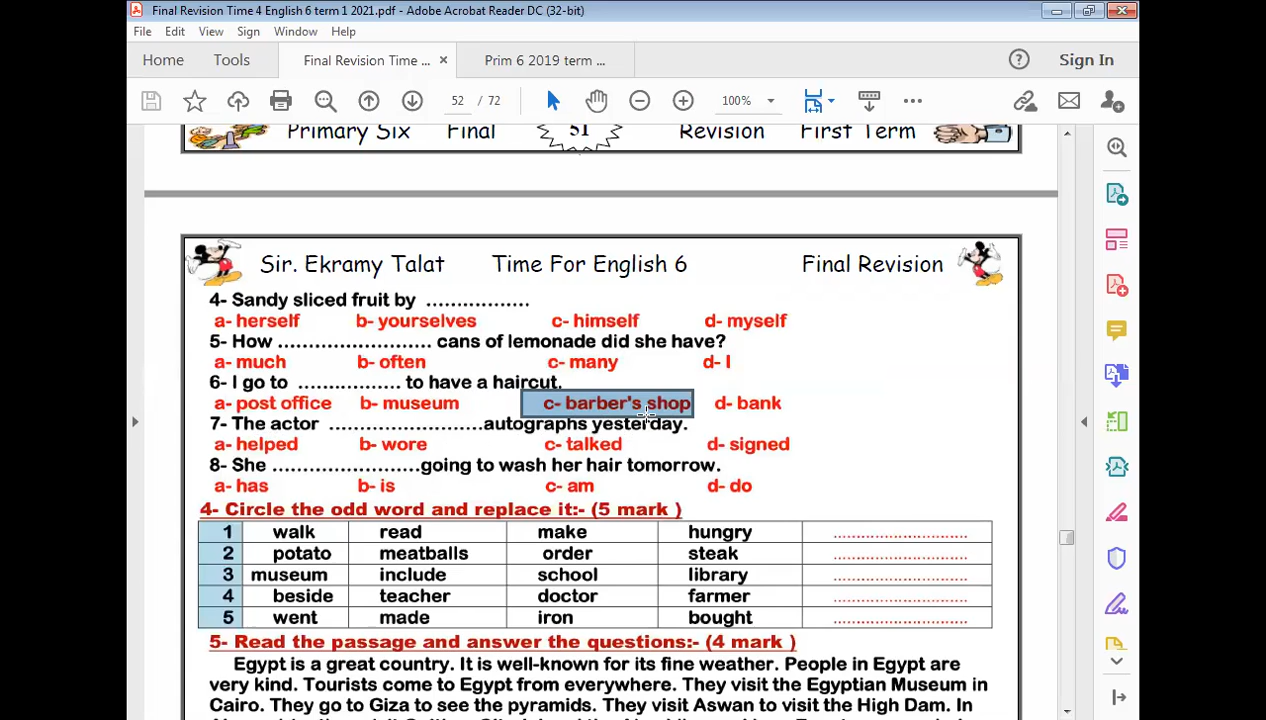 Final Revision Time 4 English 6 term 1 2021.pdf - Adobe Acrobat Reader DC (32-bit)
File Edit View Sign Window Help
Home Tools Final Revision Time ... × Prim 6 2019 term ... Sign In
52 / 72 100%
Primary Six Final 51 Revision First Term
Sir. Ekramy Talat Time For English 6 Final Revision
4- Sandy sliced fruit by ..................
a- herself b- yourselves c- himself d- myself
5- How ........................... cans of lemonade did she have?
a- much b- often c- many d- I
6- I go to .................. to have a haircut.
a- post office b- museum c- barber's shop d- bank
7- The actor ..........................autographs yesterday.
a- helped b- wore c- talked d- signed
8- She .........................going to wash her hair tomorrow.
a- has b- is c- am d- do
4- Circle the odd word and replace it:- (5 mark )
1 walk read make hungry ................................
2 potato meatballs order steak ................................
3 museum include school library ................................
4 beside teacher doctor farmer ................................
5 went made iron bought ................................
5- Read the passage and answer the questions:- (4 mark )
Egypt is a great country. It is well-known for its fine weather. People in Egypt are
very kind. Tourists come to Egypt from everywhere. They visit the Egyptian Museum in
Cairo. They go to Giza to see the pyramids. They visit Aswan to visit the High Dam. In